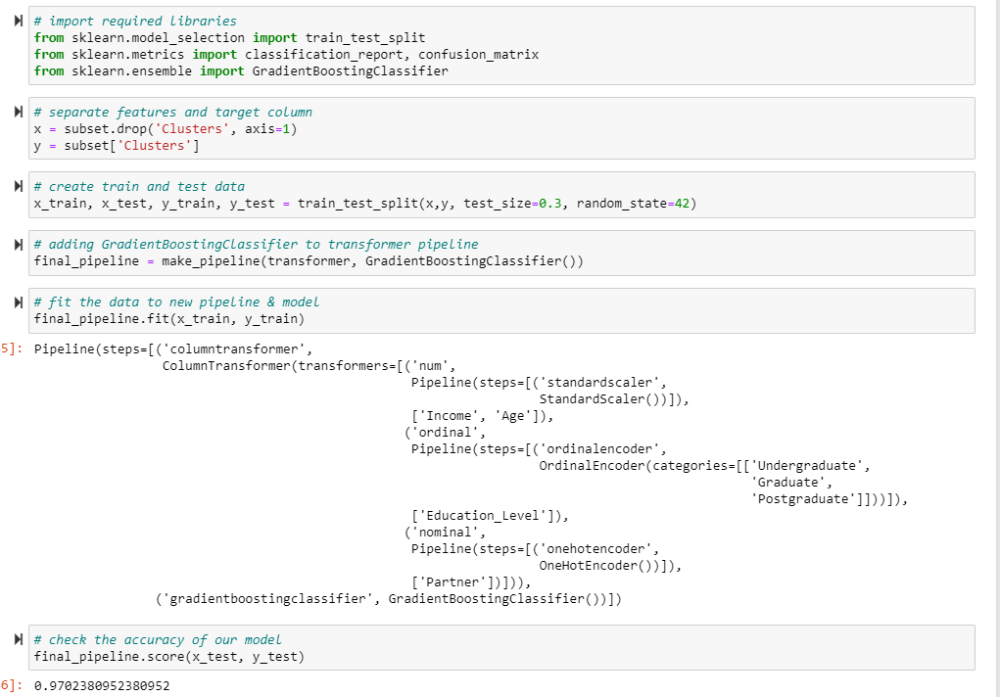 # import required libraries
from sklearn.model_selection import train_test_split
from sklearn.metrics import classification_report, confusion_matrix
from sklearn.ensemble import GradientBoostingClassifier
# separate features and target column
x = subset.drop('Clusters', axis=1)
y = subset['Clusters']
# create train and test data
x_train, x_test, y_train, y_test = train_test_split(x,y, test_size=0.3, random_state=42)
# adding GradientBoostingClassifier to transformer pipeline
final_pipeline = make_pipeline(transformer, GradientBoostingClassifier())
# fit the data to new pipeline & model
final_pipeline.fit(x_train, y_train)
5]: Pipeline(steps=[('columntransformer',
ColumnTransformer(transformers=[('num',
Pipeline(steps=[('standardscaler',
StandardScaler())]),
['Income', 'Age']),
('ordinal',
Pipeline(steps=[('ordinalencoder',
OrdinalEncoder(categories=[['Undergraduate',
'Graduate',
'Postgraduate']]))]),
['Education_Level']),
('nominal',
Pipeline(steps=[('onehotencoder',
OneHotEncoder())]),
['Partner'])])),
('gradientboostingclassifier', GradientBoostingClassifier())])
# check the accuracy of our model
final_pipeline.score(x_test, y_test)
6]: 0.9702380952380952